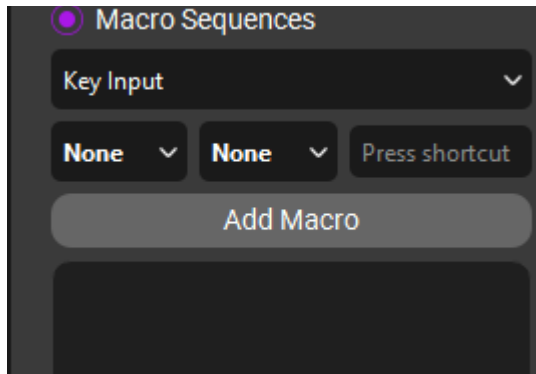 Macro Sequences
Key Input
None None Press shortcut
Add Macro